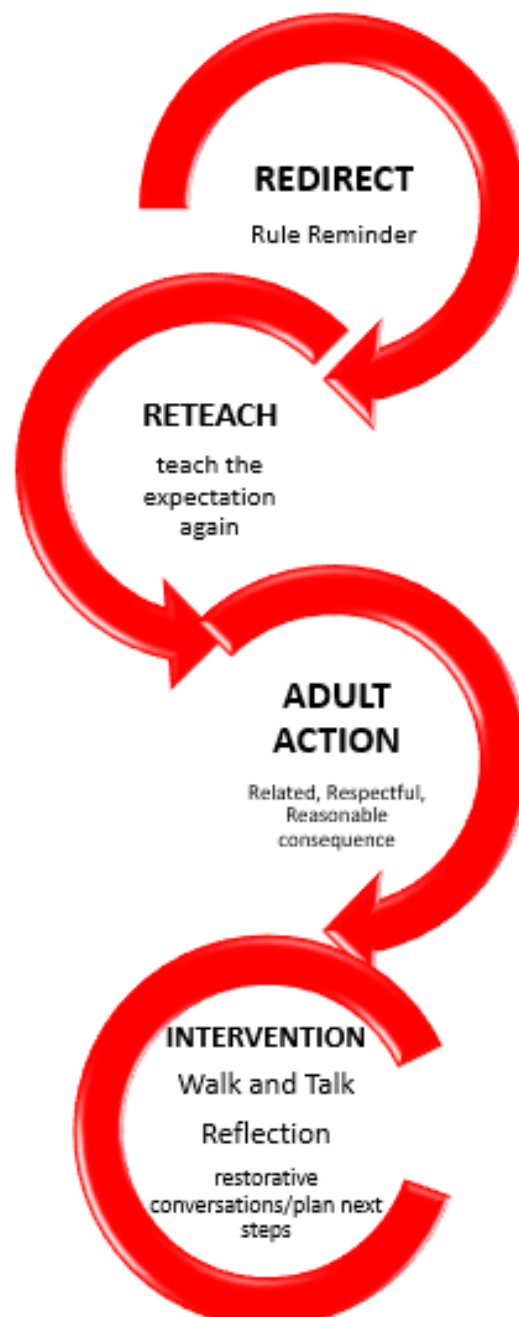 REDIRECT
Rule Reminder
RETEACH
teach the
expectation
again
ADULT
ACTION
Related, Respectful,
Reasonable
consequence
INTERVENTION
Walk and Talk
Reflection
restorative
conversations/plan next
steps